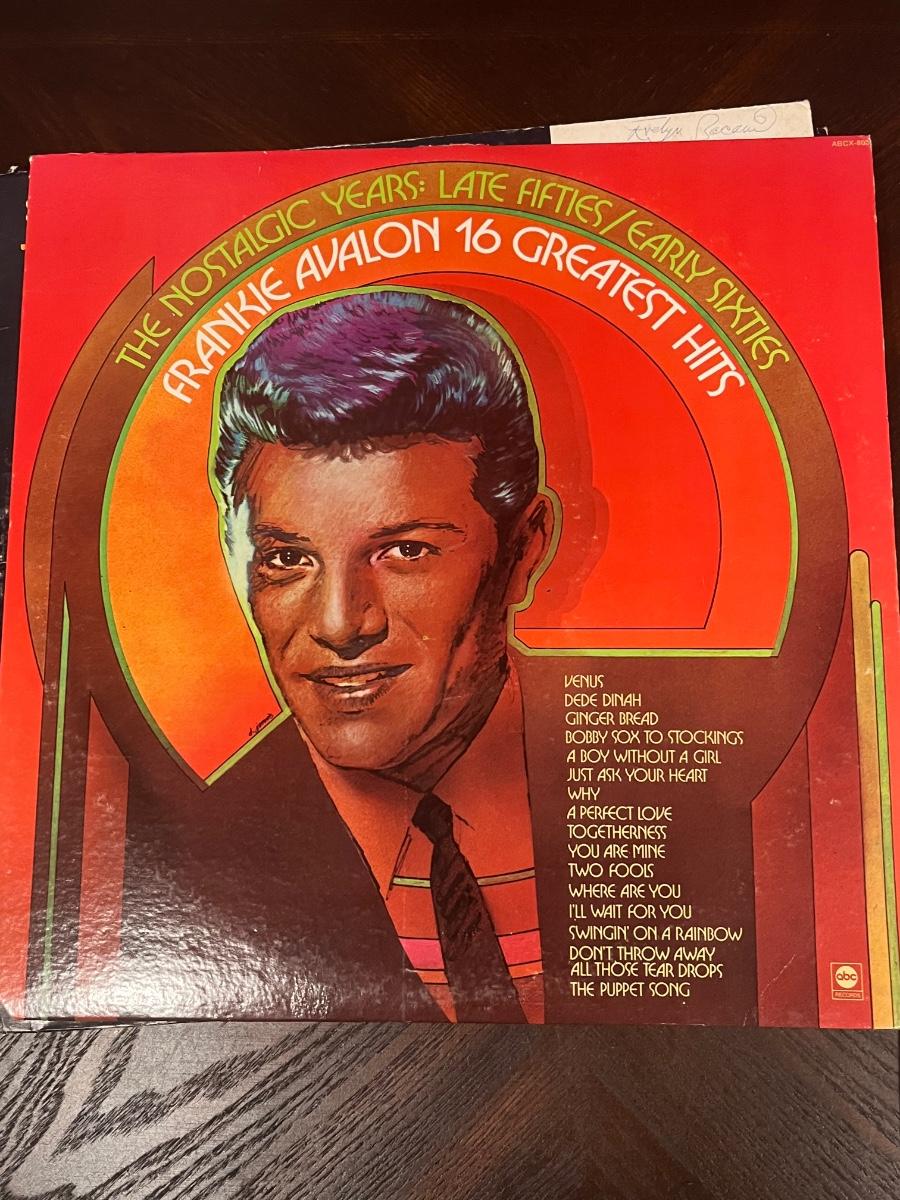 Evelyn
ABCX-80
THE NOSTALGIC YEARS: LATE FIFTIES/EARLY SIXTIES
FRANKIE AVALON 16 GREATEST HITS
VENUS
DEDE DINAH
GINGER BREAD
BOBBY SOX TO STOCKINGS
A BOY WITHOUT A GIRL
JUST ASK YOUR HEART
WHY
A PERFECT LOVE
TOGETHERNESS
YOU ARE MINE
TWO FOOLS
WHERE ARE YOU
I'LL WAIT FOR YOU
SWINGIN' ON A RAINBOW
DON'T THROW AWAY
ALL THOSE TEAR DROPS
THE PUPPET SONG
abc
RECORDS